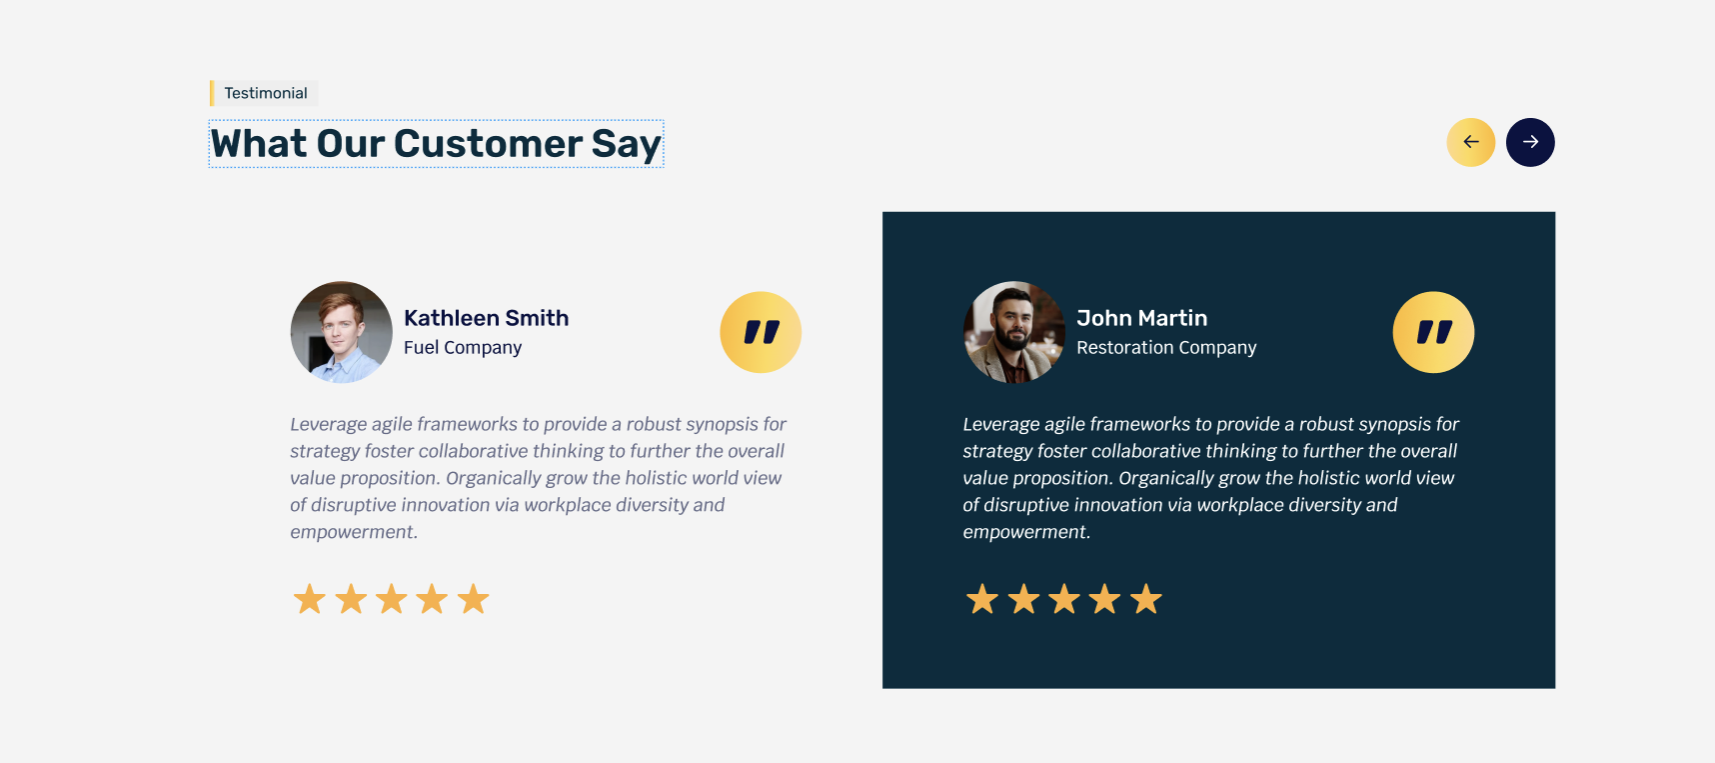 Testimonial
What Our Customer Say
Kathleen Smith
Fuel Company
Leverage agile frameworks to provide a robust synopsis for
strategy foster collaborative thinking to further the overall
value proposition. Organically grow the holistic world view
of disruptive innovation via workplace diversity and
empowerment.
John Martin
Restoration Company
Leverage agile frameworks to provide a robust synopsis for
strategy foster collaborative thinking to further the overall
value proposition. Organically grow the holistic world view
of disruptive innovation via workplace diversity and
empowerment.